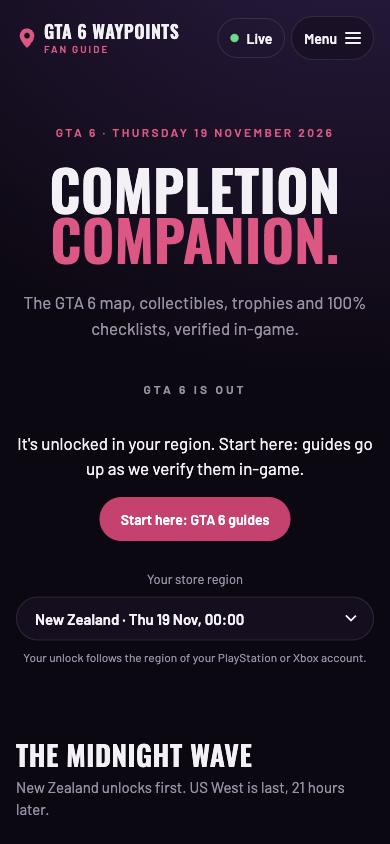 GTA 6 WAYPOINTS
FAN GUIDE
Live
Menu
GTA 6 · THURSDAY 19 NOVEMBER 2026
COMPLETION
COMPANION.
The GTA 6 map, collectibles, trophies and 100%
checklists, verified in-game.
GTA 6 IS OUT
It's unlocked in your region. Start here: guides go
up as we verify them in-game.
Start here: GTA 6 guides
Your store region
New Zealand · Thu 19 Nov, 00:00
Your unlock follows the region of your PlayStation or Xbox account.
THE MIDNIGHT WAVE
New Zealand unlocks first. US West is last, 21 hours
later.